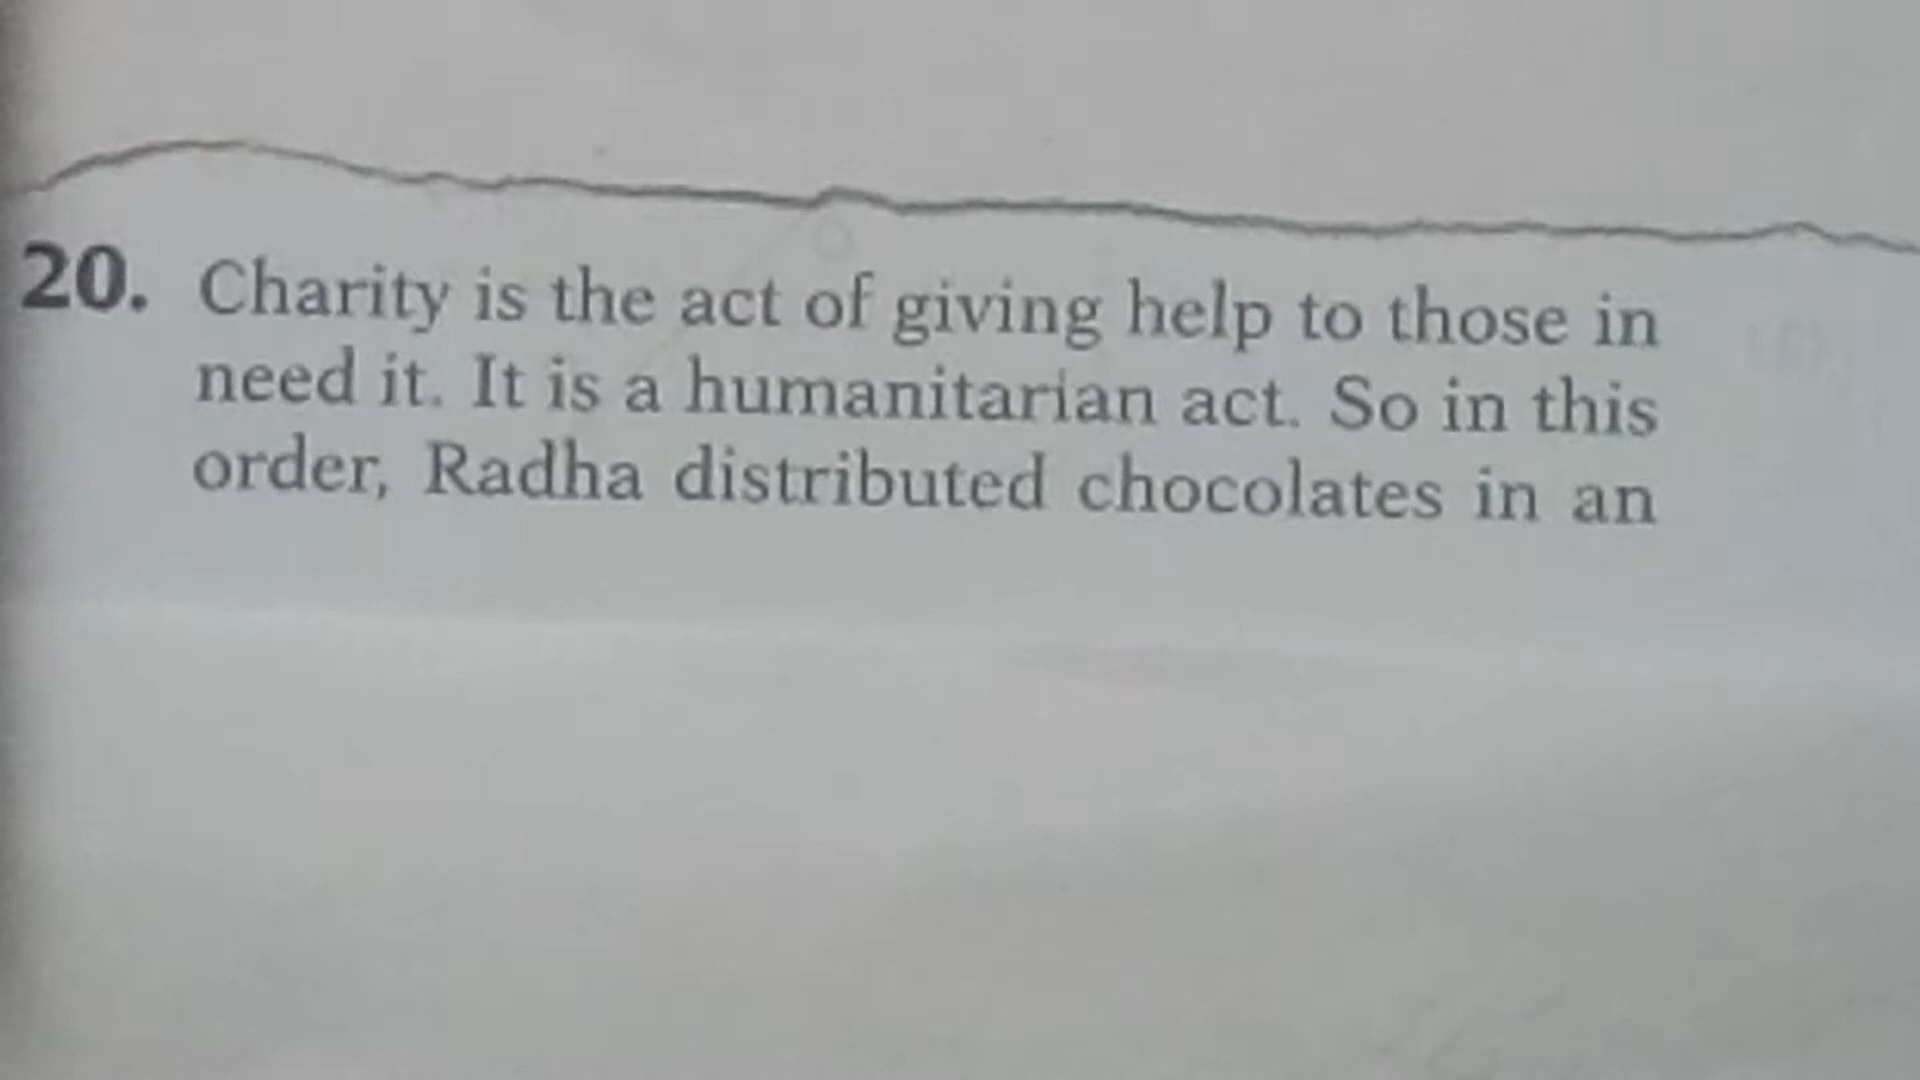 20. Charity is the act of giving help to those in
need it. It is a humanitarian act. So in this
order, Radha distributed chocolates in an